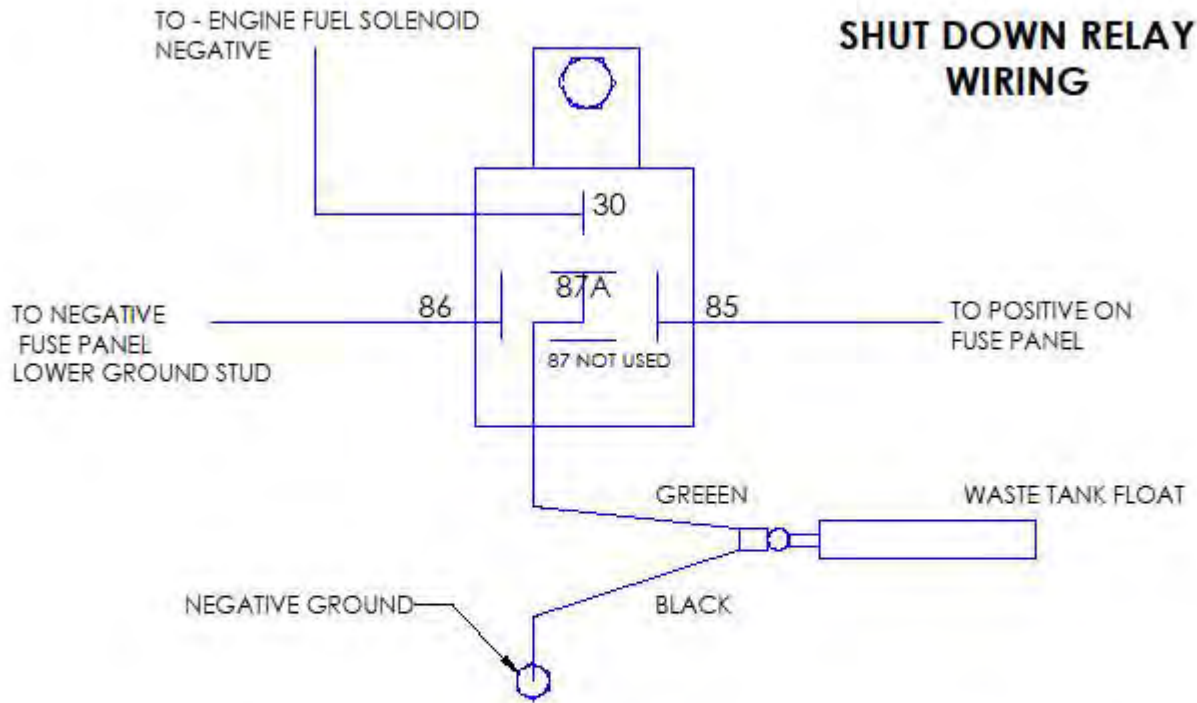 TO - ENGINE FUEL SOLENOID
NEGATIVE
SHUT DOWN RELAY
WIRING
30
87A
86
85
TO NEGATIVE
FUSE PANEL
LOWER GROUND STUD
TO POSITIVE ON
FUSE PANEL
87 NOT USED
GREEEN
WASTE TANK FLOAT
NEGATIVE GROUND
BLACK